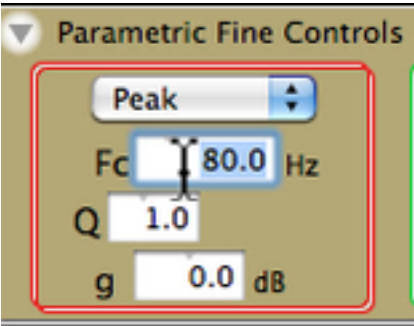 Parametric Fine Controls
Peak
Fc 80.0 Hz
Q 1.0
g 0.0 dB